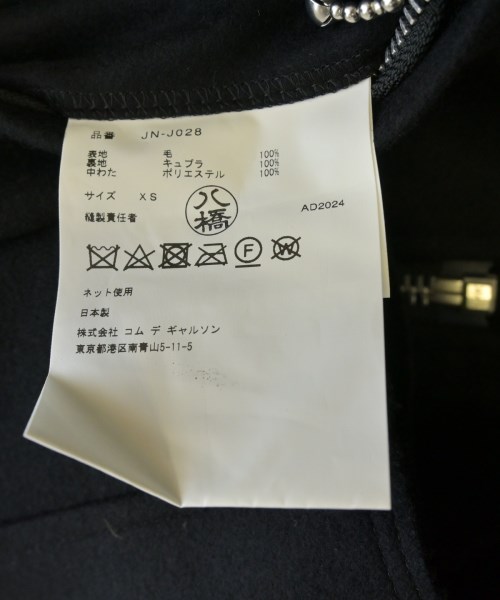 品番 JN-J028
表地 毛 100%
裏地 キュプラ 100%
中わた ポリエステル 100%
サイズ XS
縫製責任者 八橋 AD2024
F W
ネット使用
日本製
株式会社 コム デ ギャルソン
東京都港区南青山5-11-5